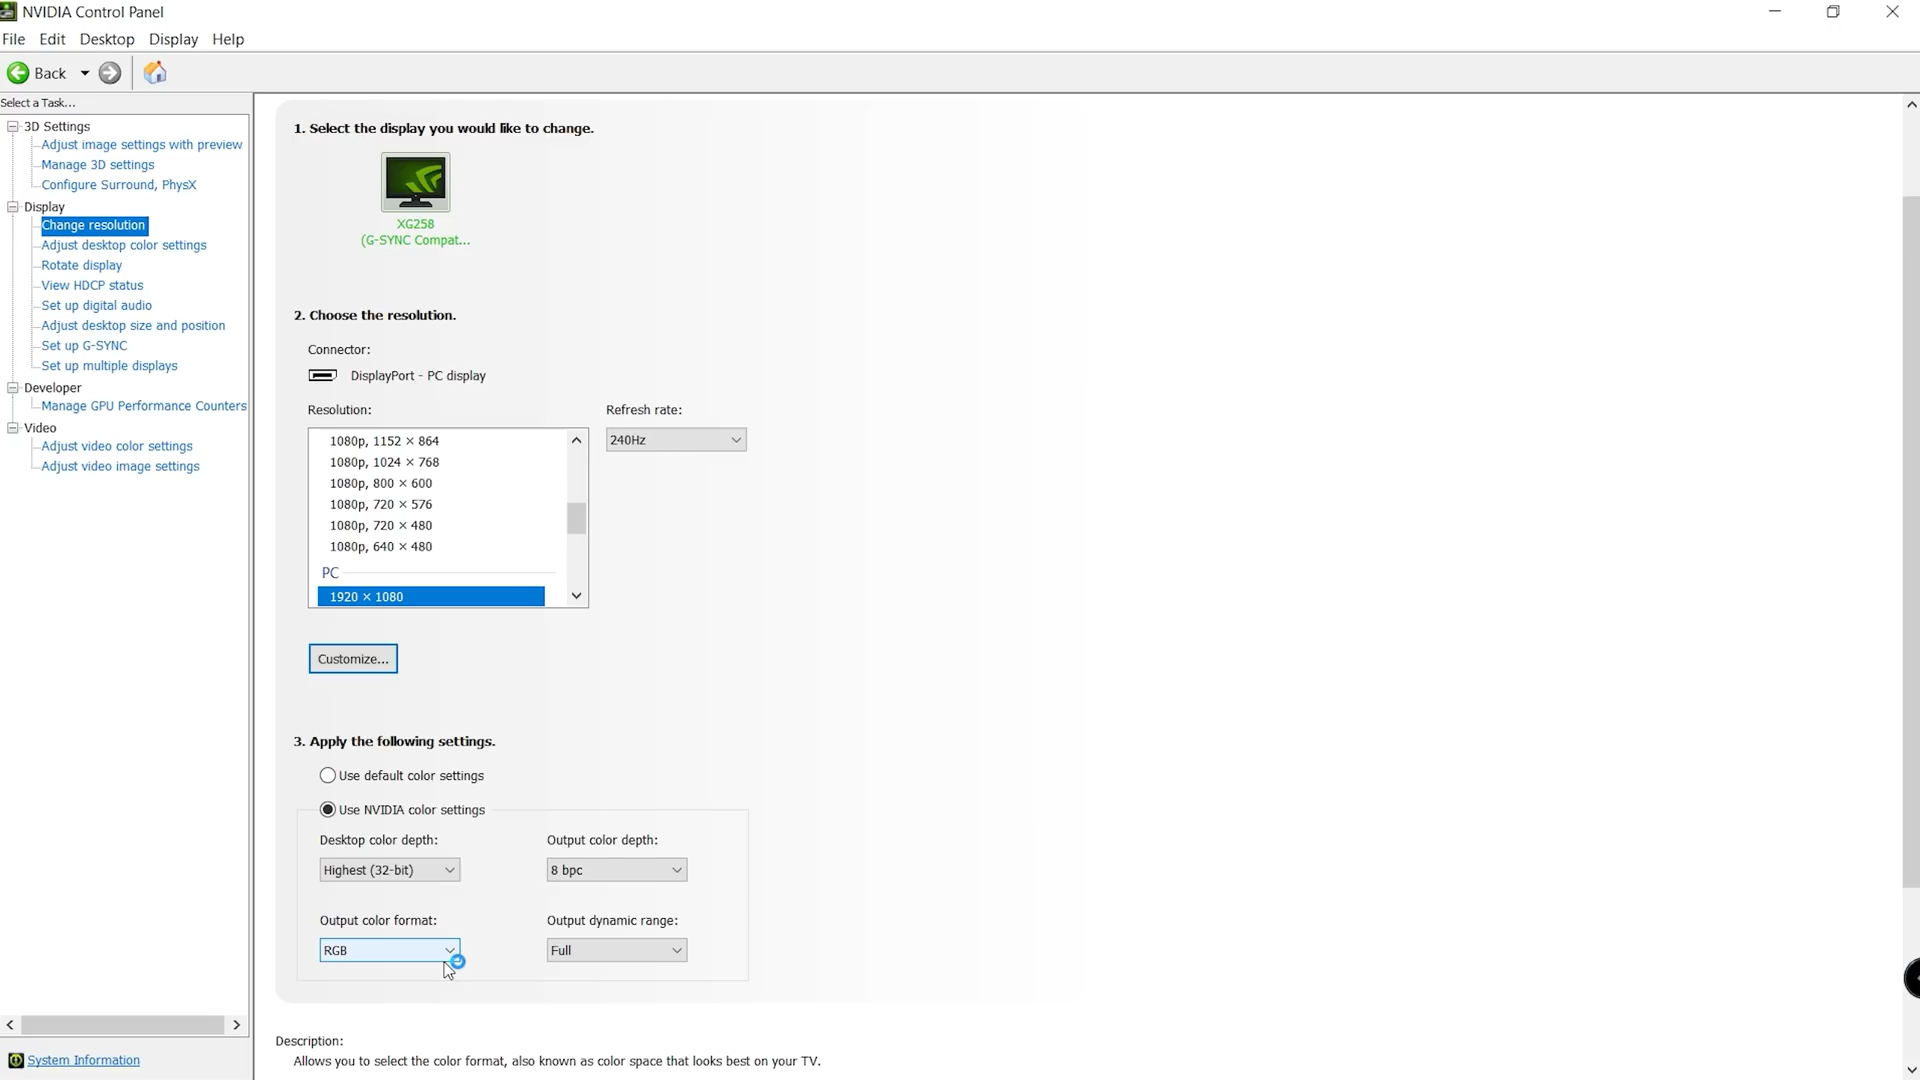 NVIDIA Control Panel
File Edit Desktop Display Help
Back
Select a Task...
3D Settings
Adjust image settings with preview
Manage 3D settings
Configure Surround, PhysX
Display
Change resolution
Adjust desktop color settings
Rotate display
View HDCP status
Set up digital audio
Adjust desktop size and position
Set up G-SYNC
Set up multiple displays
Developer
Manage GPU Performance Counters
Video
Adjust video color settings
Adjust video image settings
System Information
1. Select the display you would like to change.
XG258
(G-SYNC Compat...
2. Choose the resolution.
Connector:
DisplayPort - PC display
Resolution:
Refresh rate:
1080p, 1152 × 864
240Hz
1080p, 1024 × 768
1080p, 800 × 600
1080p, 720 × 576
1080p, 720 × 480
1080p, 640 × 480
PC
1920 × 1080
Customize...
3. Apply the following settings.
Use default color settings
Use NVIDIA color settings
Desktop color depth:
Output color depth:
Highest (32-bit)
8 bpc
Output color format:
Output dynamic range:
RGB
Full
Description:
Allows you to select the color format, also known as color space that looks best on your TV.